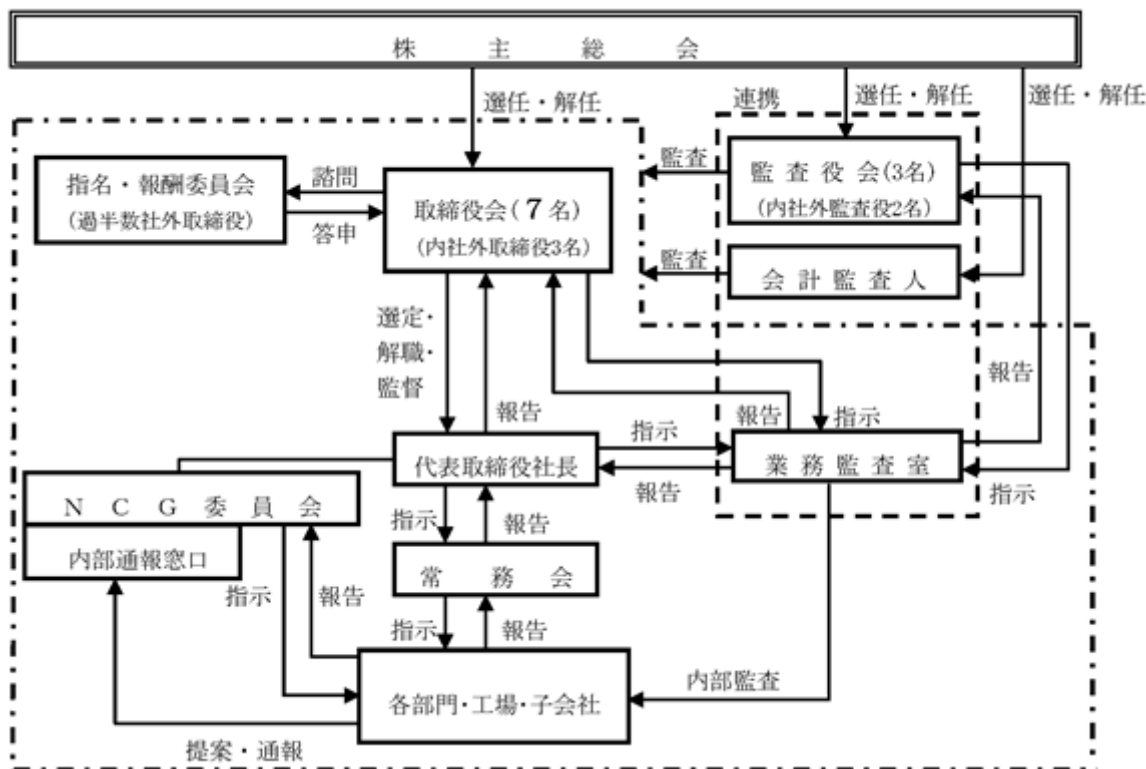 株主総会
選任・解任
連携
選任・解任
選任・解任
指名・報酬委員会
(過半数社外取締役)
諮問
答申
取締役会(7名)
(内社外取締役3名)
監査
監査役会(3名)
(内社外監査役2名)
監査
会計監査人
選定・
解職・
監督
報告
報告
指示
報告
代表取締役社長
指示
報告
業務監査室
指示
NCG委員会
内部通報窓口
指示
報告
常務会
指示
報告
指示
報告
各部門・工場・子会社
内部監査
提案・通報